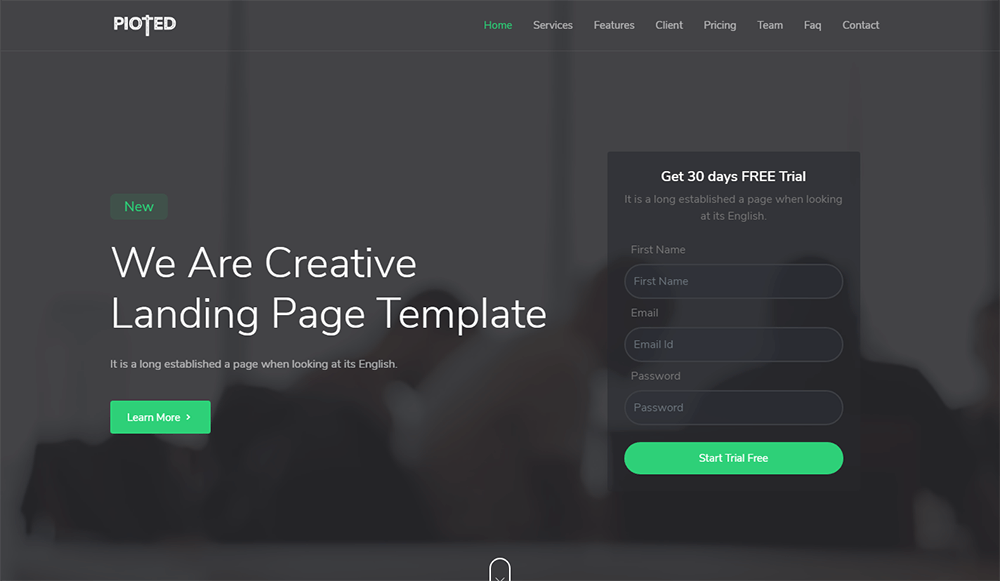 PIOTED
Home Services Features Client Pricing Team Faq Contact
New
We Are Creative
Landing Page Template
It is a long established a page when looking at its English.
Learn More
Get 30 days FREE Trial
It is a long established a page when looking
at its English.
First Name
First Name
Email
Email Id
Password
Password
Start Trial Free